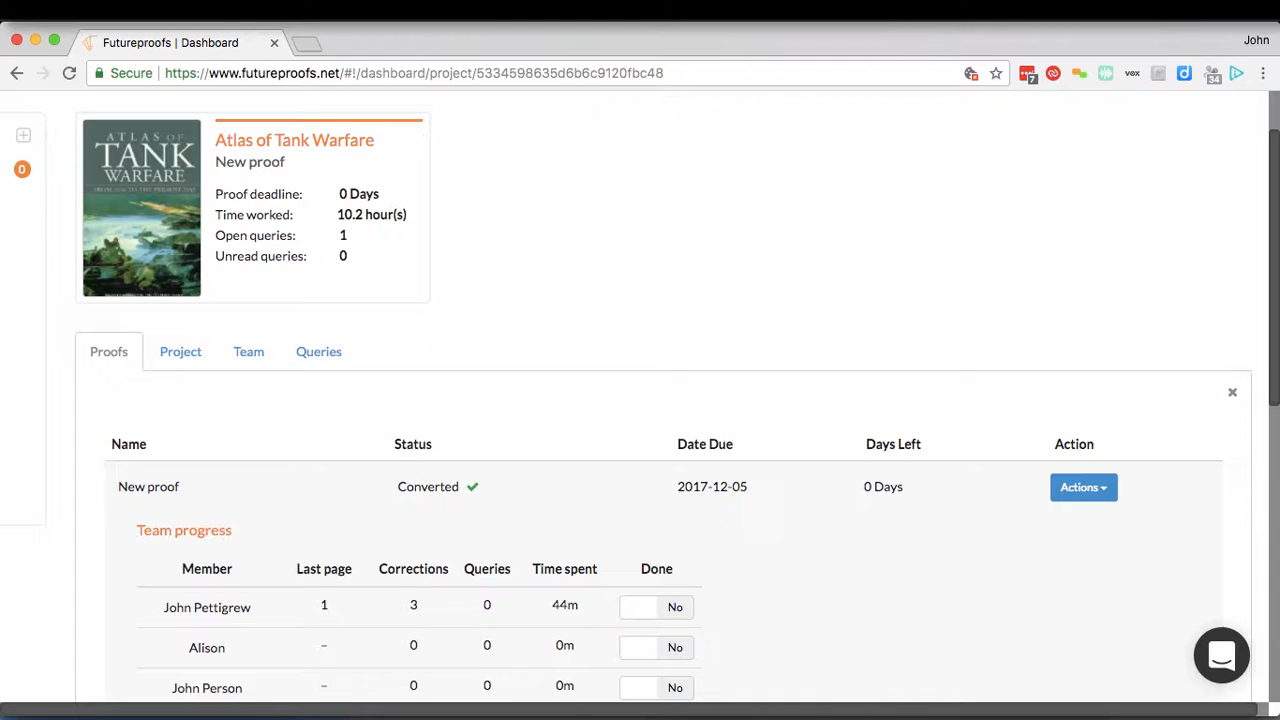 Futureproofs | Dashboard
John
Secure
https://www.futureproofs.net/#!/dashboard/project/5334598635d6b6c9120fbc48
7
vox
d
34
0
ATLAS OF
TANK
WARFARE
Atlas of Tank Warfare
New proof
Proof deadline: 0 Days
Time worked: 10.2 hour(s)
Open queries: 1
Unread queries: 0
Proofs Project Team Queries
Name Status Date Due Days Left Action
New proof Converted 2017-12-05 0 Days Actions
Team progress
Member Last page Corrections Queries Time spent Done
John Pettigrew 1 3 0 44m No
Alison – 0 0 0m No
John Person – 0 0 0m No